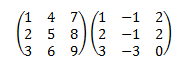 (1 4 7) (1 -1 2)
(2 5 8) (2 -1 2)
(3 6 9) (3 -3 0)